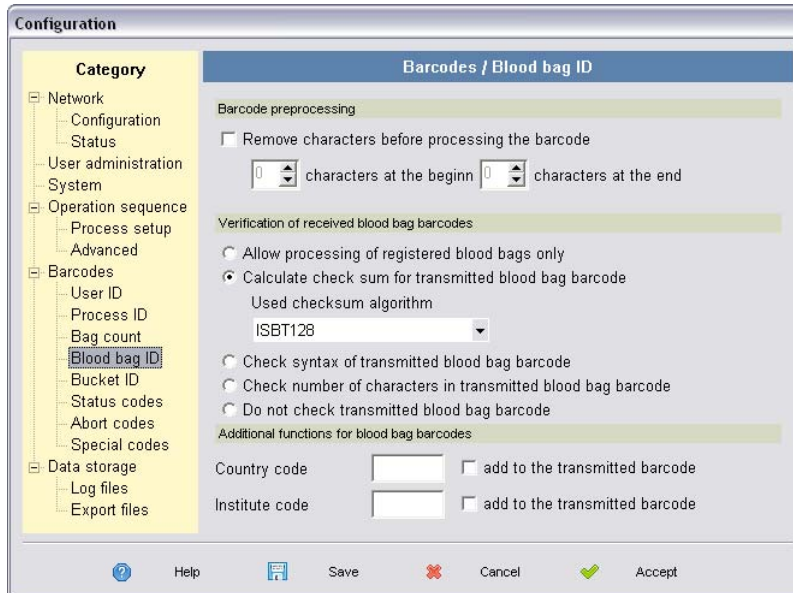 Configuration
Category
Network
Configuration
Status
User administration
System
Operation sequence
Process setup
Advanced
Barcodes
User ID
Process ID
Bag count
Blood bag ID
Bucket ID
Status codes
Abort codes
Special codes
Data storage
Log files
Export files
Barcodes / Blood bag ID
Barcode preprocessing
Remove characters before processing the barcode
0 characters at the beginn 0 characters at the end
Verification of received blood bag barcodes
Allow processing of registered blood bags only
Calculate check sum for transmitted blood bag barcode
Used checksum algorithm
ISBT128
Check syntax of transmitted blood bag barcode
Check number of characters in transmitted blood bag barcode
Do not check transmitted blood bag barcode
Additional functions for blood bag barcodes
Country code add to the transmitted barcode
Institute code add to the transmitted barcode
? Help Save Cancel Accept